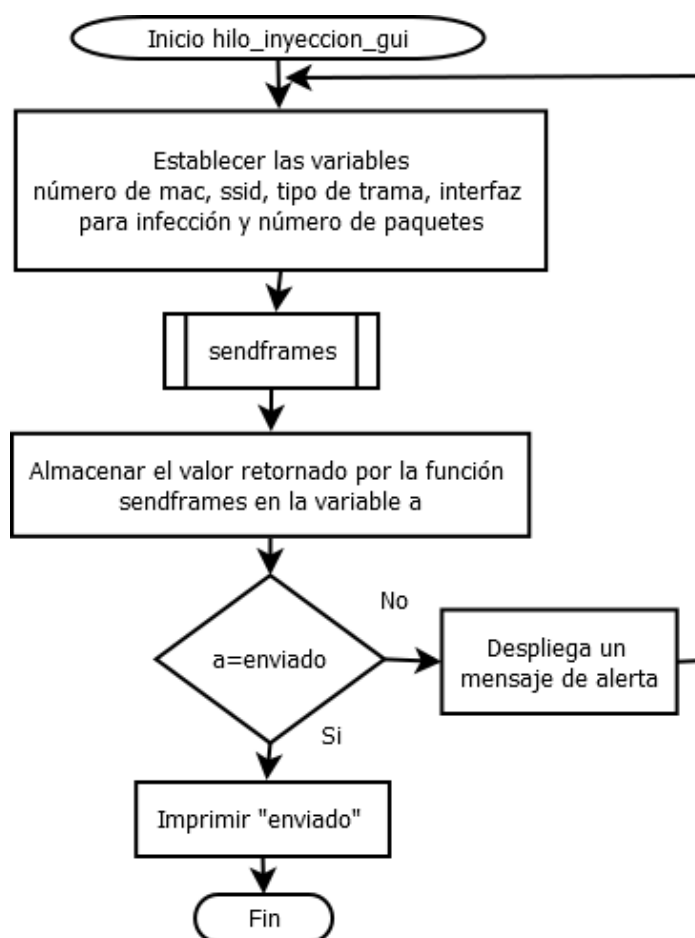 Inicio hilo_inyeccion_gui
Establecer las variables
número de mac, ssid, tipo de trama, interfaz
para infección y número de paquetes
sendframes
Almacenar el valor retornado por la función
sendframes en la variable a
a=enviado
No
Despliega un
mensaje de alerta
Si
Imprimir "enviado"
Fin